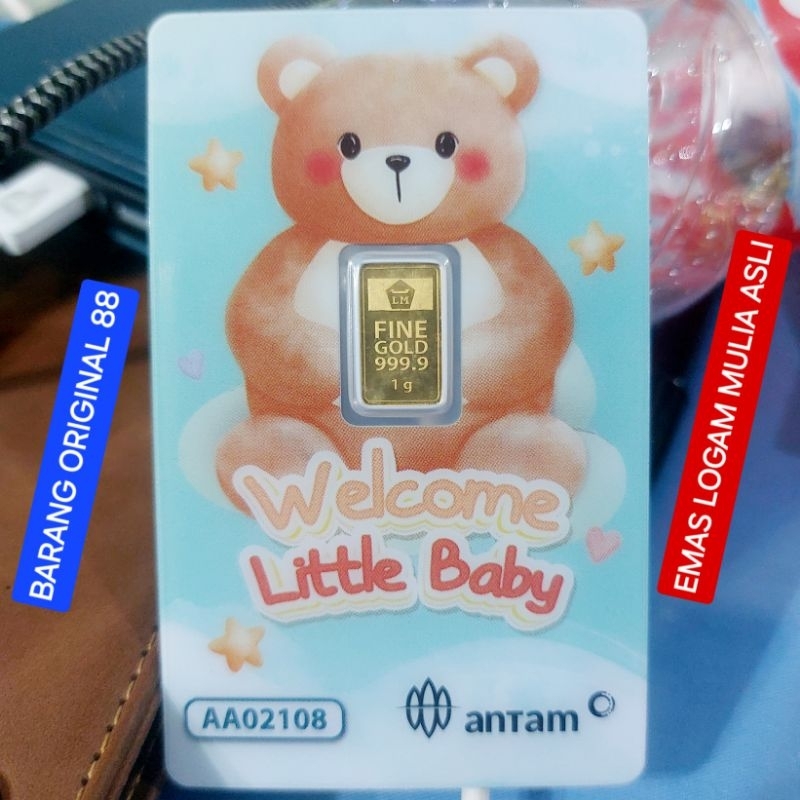 LM
FINE
GOLD
999.9
1 g
Welcome
Little Baby
AA02108
antam
BARANG ORIGINAL 88
EMAS LOGAM MULIA ASLI